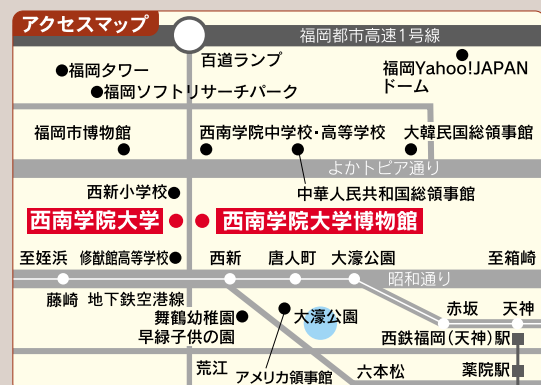 アクセスマップ
福岡都市高速1号線
百道ランプ
福岡タワー
福岡Yahoo!JAPAN
ドーム
福岡ソフトリサーチパーク
福岡市博物館
西南学院中学校・高等学校
大韓民国総領事館
よかトピア通り
西新小学校
中華人民共和国総領事館
西南学院大学
西南学院大学博物館
至姪浜
修猷館高等学校
西新
唐人町
大濠公園
至箱崎
昭和通り
藤崎
地下鉄空港線
赤坂
天神
舞鶴幼稚園
早緑子供の園
大濠公園
西鉄福岡(天神)駅
荒江
アメリカ領事館
六本松
薬院駅